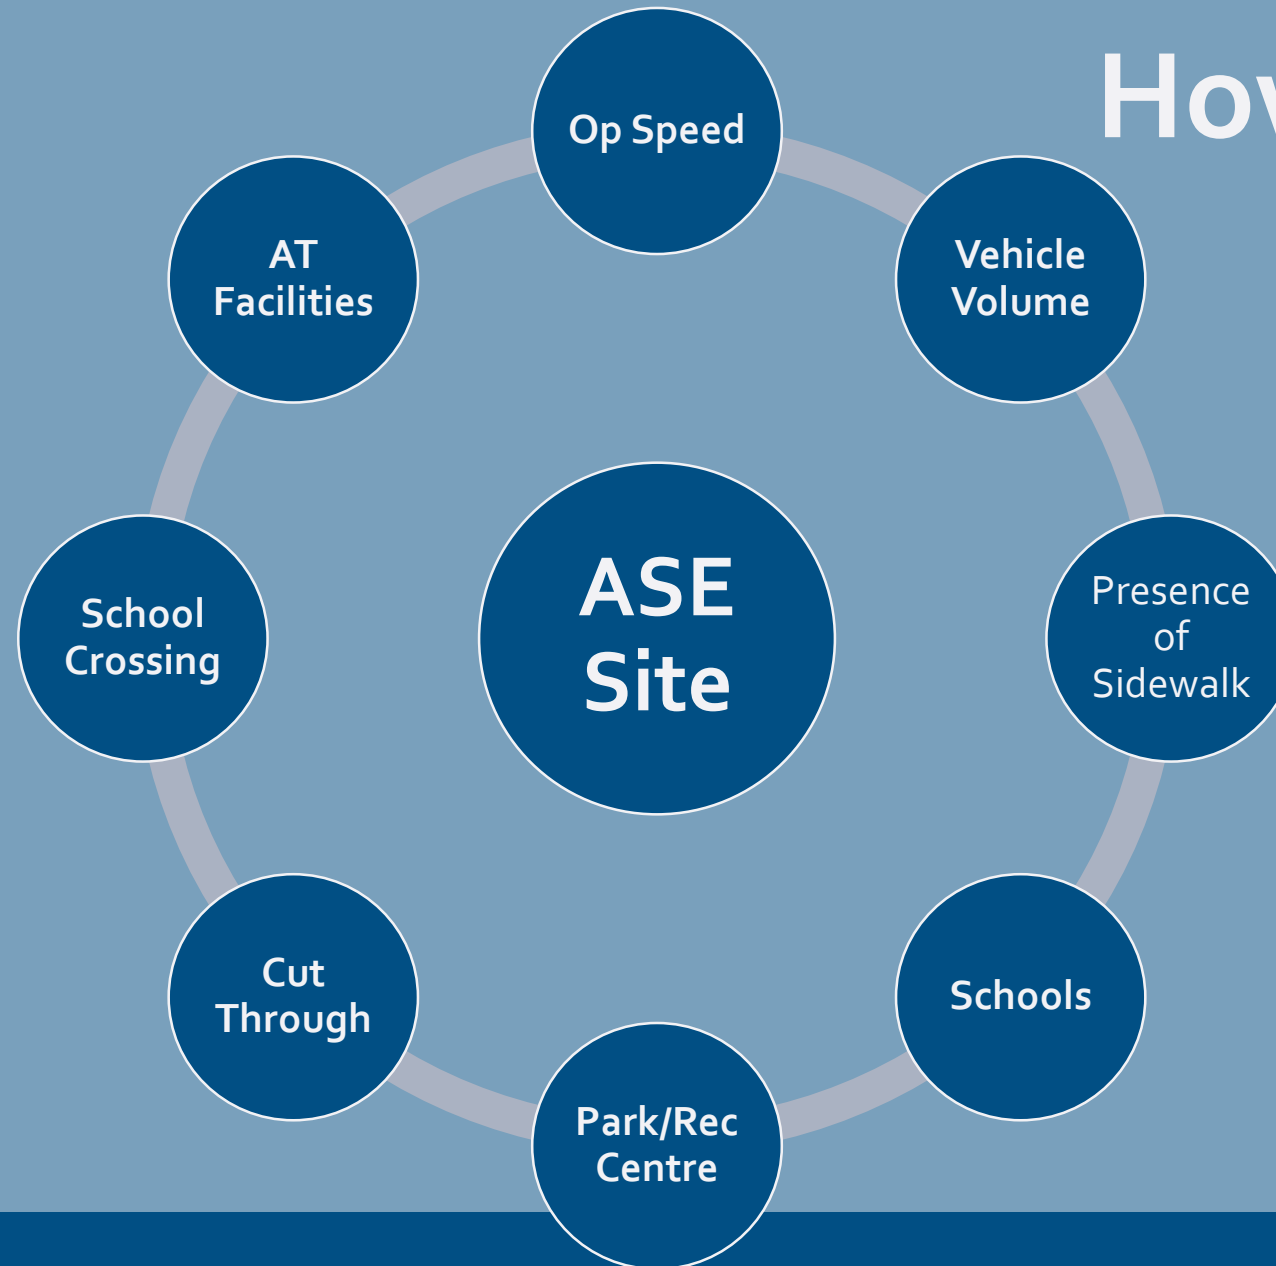 Op Speed
Vehicle
Volume
Presence
of
Sidewalk
Schools
Park/Rec
Centre
Cut
Through
School
Crossing
AT
Facilities
ASE
Site